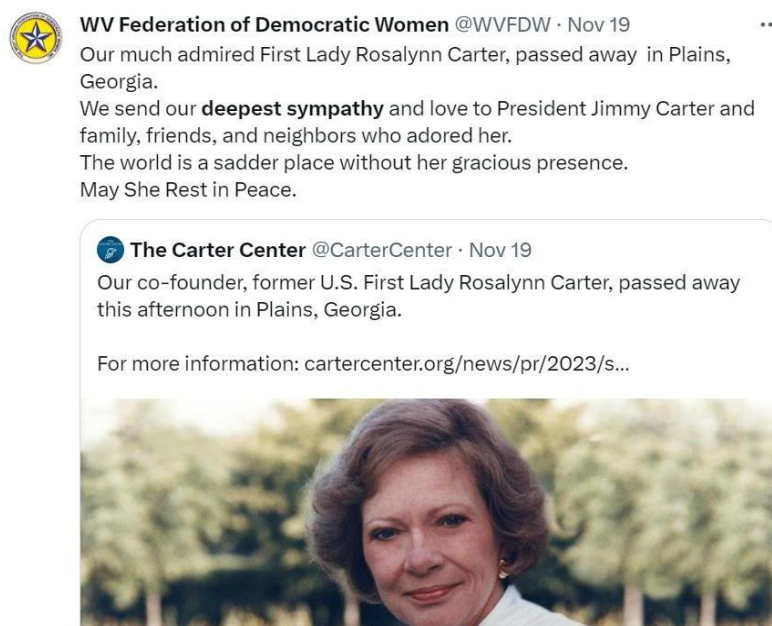 WV Federation of Democratic Women @WVFDW · Nov 19
Our much admired First Lady Rosalynn Carter, passed away  in Plains,
Georgia.
We send our deepest sympathy and love to President Jimmy Carter and
family, friends, and neighbors who adored her.
The world is a sadder place without her gracious presence.
May She Rest in Peace.
The Carter Center @CarterCenter · Nov 19
Our co-founder, former U.S. First Lady Rosalynn Carter, passed away
this afternoon in Plains, Georgia.
For more information: cartercenter.org/news/pr/2023/s...